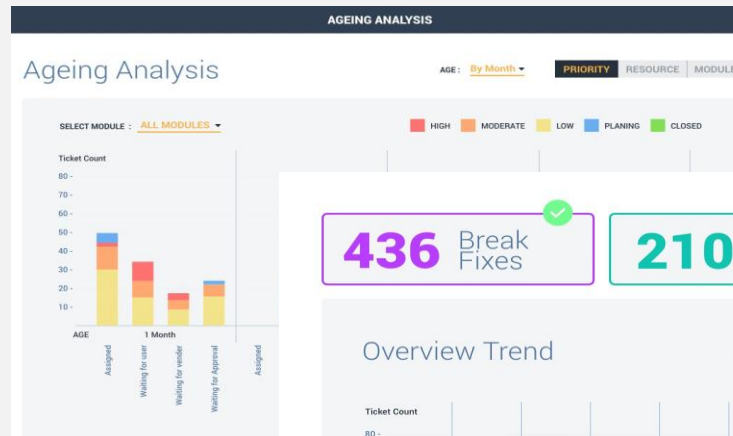 AGEING ANALYSIS
Ageing Analysis
AGE : By Month
PRIORITY RESOURCE MODULE
SELECT MODULE : ALL MODULES
HIGH MODERATE LOW PLANING CLOSED
Ticket Count
80 -
70 -
60 -
50 -
40 -
30 -
20 -
10 -
AGE 1 Month
Assigned
Waiting for user
Waiting for vender
Waiting for Approval
Assigned
436 Break
Fixes
210
Overview Trend
Ticket Count
80 -